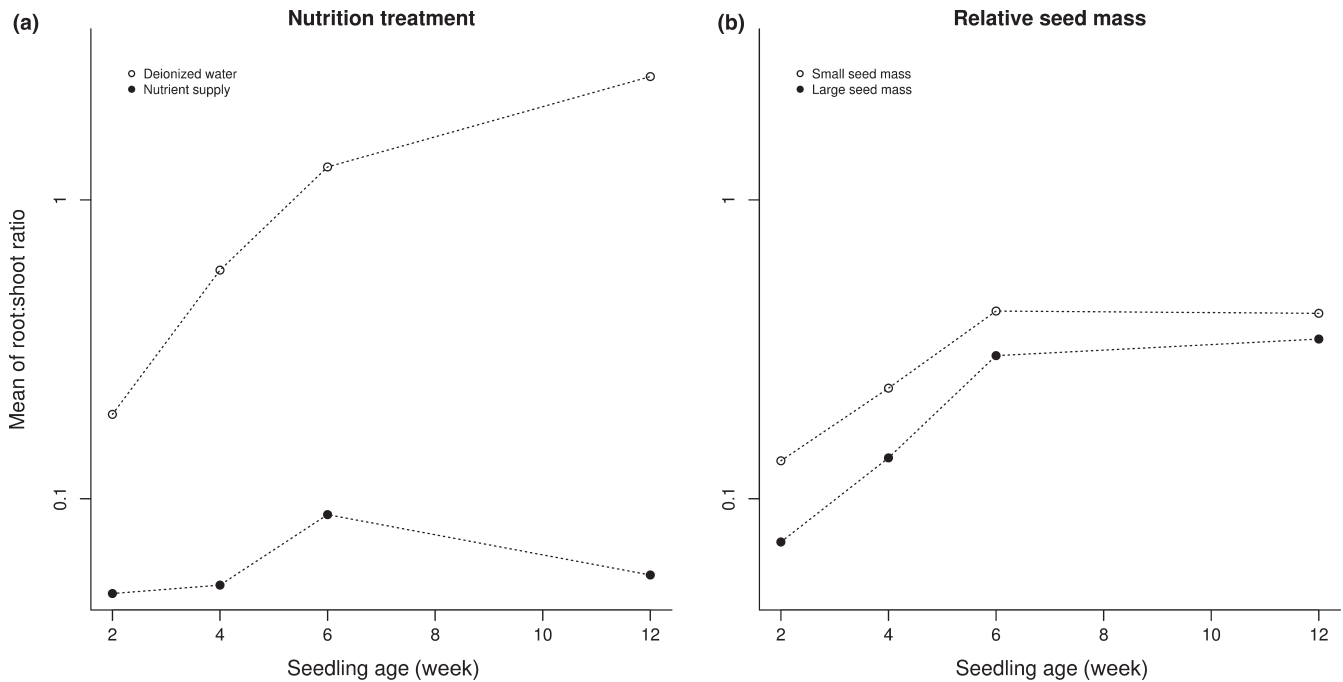 (a)
Nutrition treatment
Deionized water
Nutrient supply
Mean of root:shoot ratio
1
0.1
2 4 6 8 10 12
Seedling age (week)
(b)
Relative seed mass
Small seed mass
Large seed mass
1
0.1
2 4 6 8 10 12
Seedling age (week)